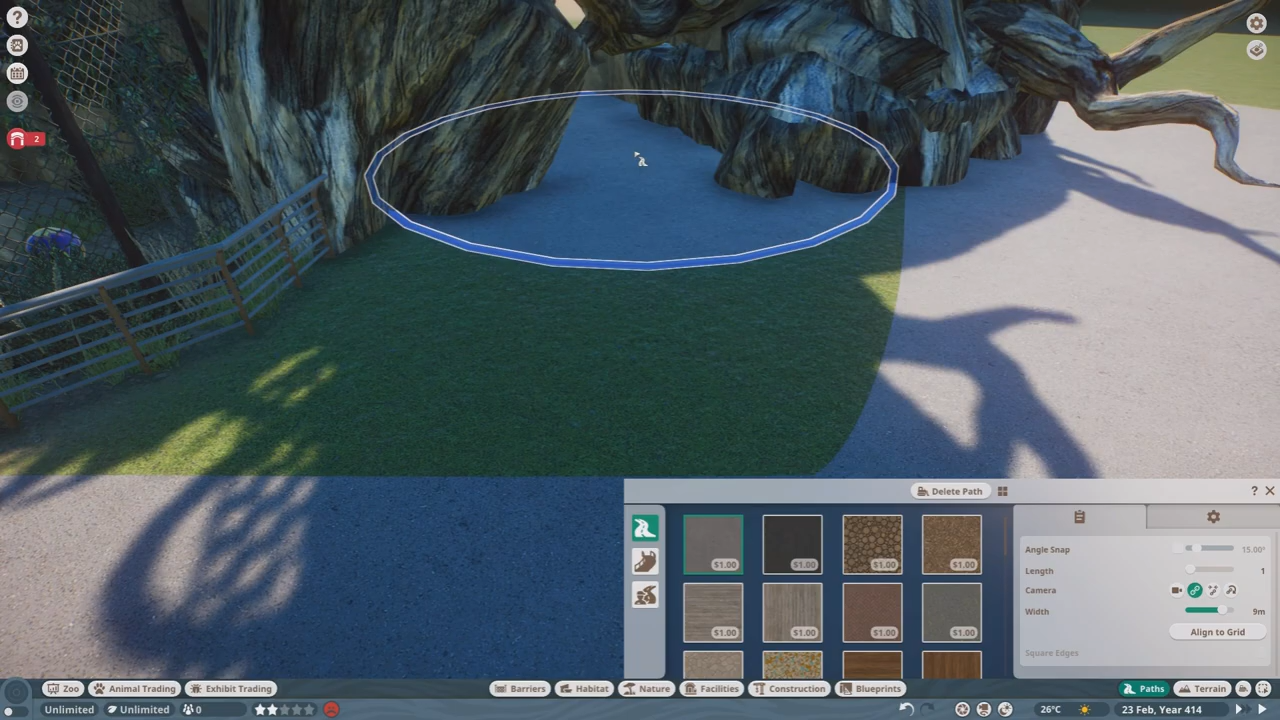 ?
2
Delete Path
?
$1.00 $1.00 $1.00 $1.00
$1.00 $1.00 $1.00 $1.00
Angle Snap 15.00°
Length 1
Camera
Width 9m
Align to Grid
Square Edges
Zoo Animal Trading Exhibit Trading Barriers Habitat Nature Facilities Construction Blueprints Paths Terrain
Unlimited Unlimited 0 26°C 23 Feb, Year 414